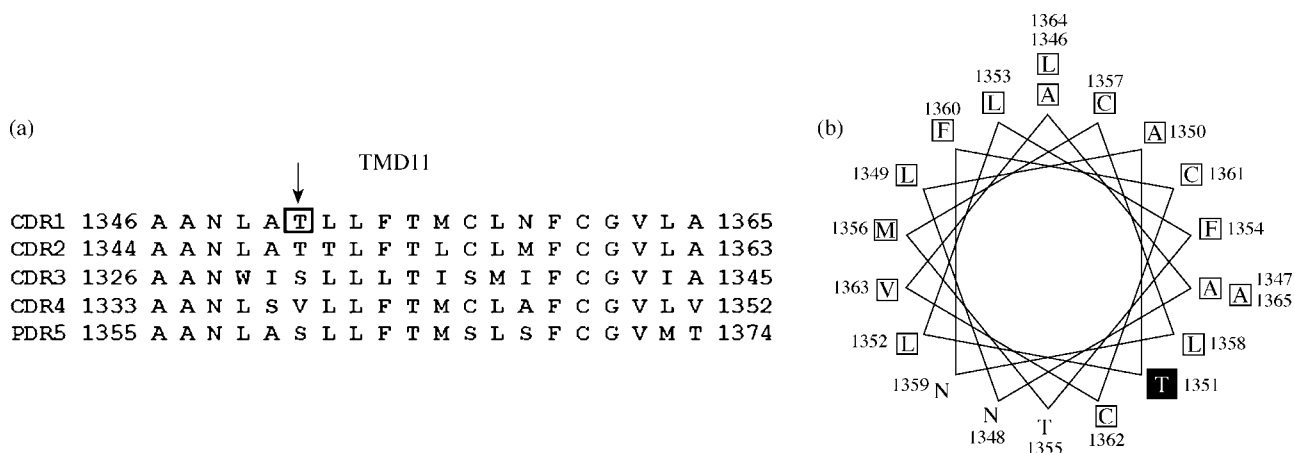 (a)
TMD11
CDR1 1346 A A N L A T L L F T M C L N F C G V L A 1365
CDR2 1344 A A N L A T T L F T L C L M F C G V L A 1363
CDR3 1326 A A N W I S L L L T I S M I F C G V I A 1345
CDR4 1333 A A N L S V L L F T M C L A F C G V L V 1352
PDR5 1355 A A N L A S L L F T M S L S F C G V M T 1374
(b)
1364
1346
L
A
1353
L
1357
C
1360
F
A 1350
1349 L
C 1361
1356 M
F 1354
1363 V
A A 1347
1365
1352 L
L 1358
1359 N
T 1351
N
1348
T
1355
C
1362